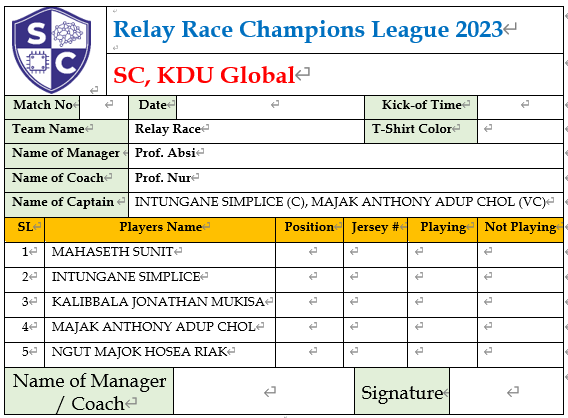 S
C
Relay Race Champions League 2023
SC, KDU Global
Match No Date Kick-of Time
Team Name Relay Race T-Shirt Color
Name of Manager Prof. Absi
Name of Coach Prof. Nur
Name of Captain INTUNGANE SIMPLICE (C), MAJAK ANTHONY ADUP CHOL (VC)
SL Players Name Position Jersey # Playing Not Playing
1 MAHASETH SUNIT
2 INTUNGANE SIMPLICE
3 KALIBBALA JONATHAN MUKISA
4 MAJAK ANTHONY ADUP CHOL
5 NGUT MAJOK HOSEA RIAK
Name of Manager
/ Coach Signature